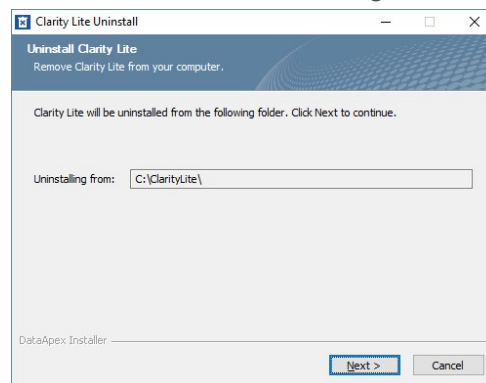 Clarity Lite Uninstall
Uninstall Clarity Lite
Remove Clarity Lite from your computer.
Clarity Lite will be uninstalled from the following folder. Click Next to continue.
Uninstalling from: C:\ClarityLite\
DataApex Installer
Next > Cancel